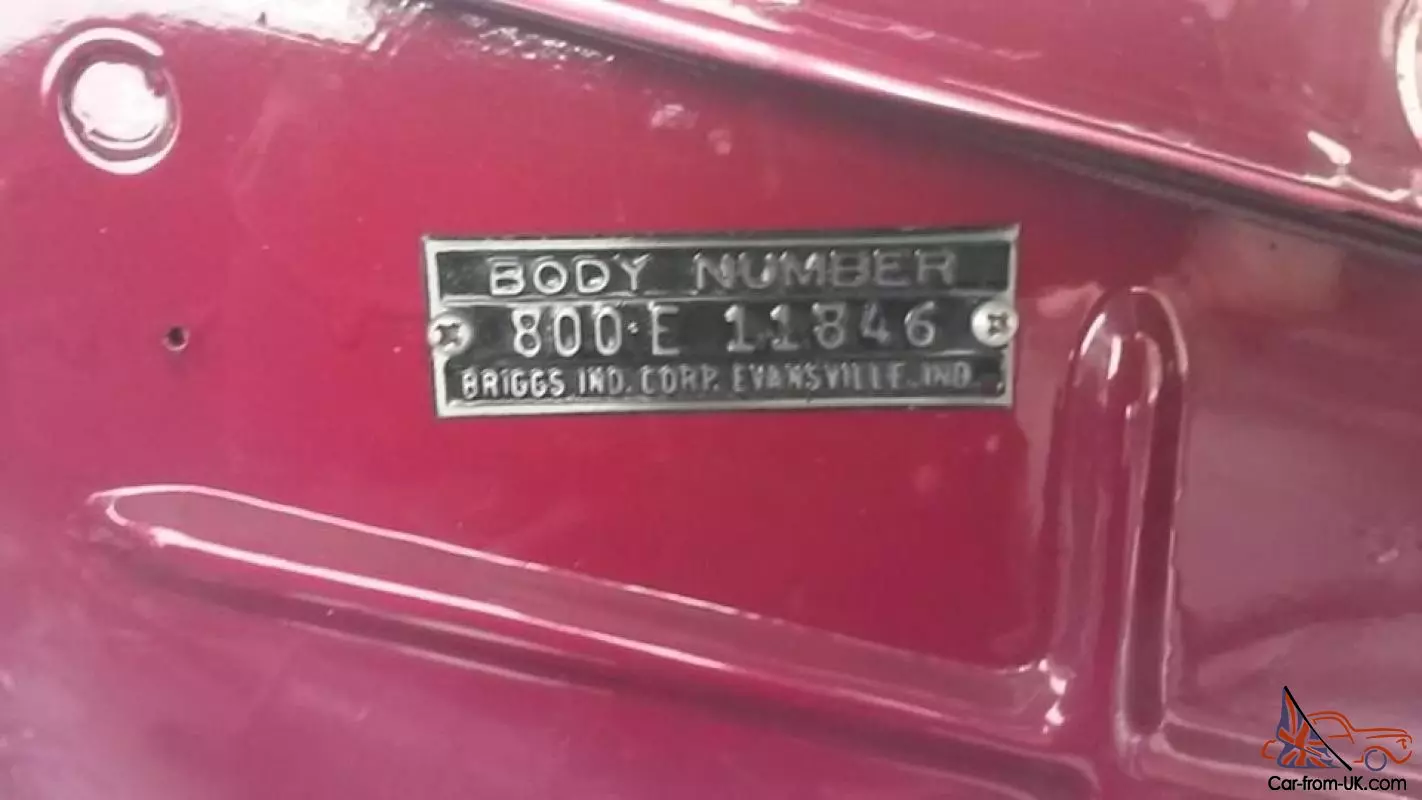 BODY NUMBER
800·E 11846
BRIGGS IND. CORP. EVANSVILLE, IND.
Car-from-UK.com